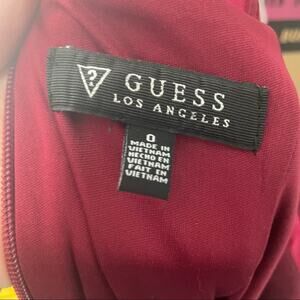 ?
GUESS
LOS ANGELES
0
MADE IN
VIETNAM
HECHO EN
VIETNAM
FAIT EN
VIETNAM